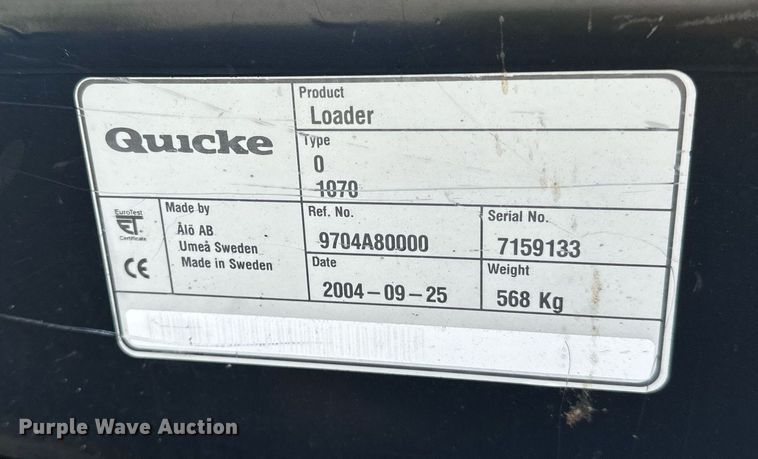 Quicke
Product
Loader
Type
0
1070
EuroTest
ET
Certificate
CE
Made by
Ålö AB
Umeå Sweden
Made in Sweden
Ref. No.
9704A80000
Serial No.
7159133
Date
2004-09-25
Weight
568 Kg
Purple Wave Auction